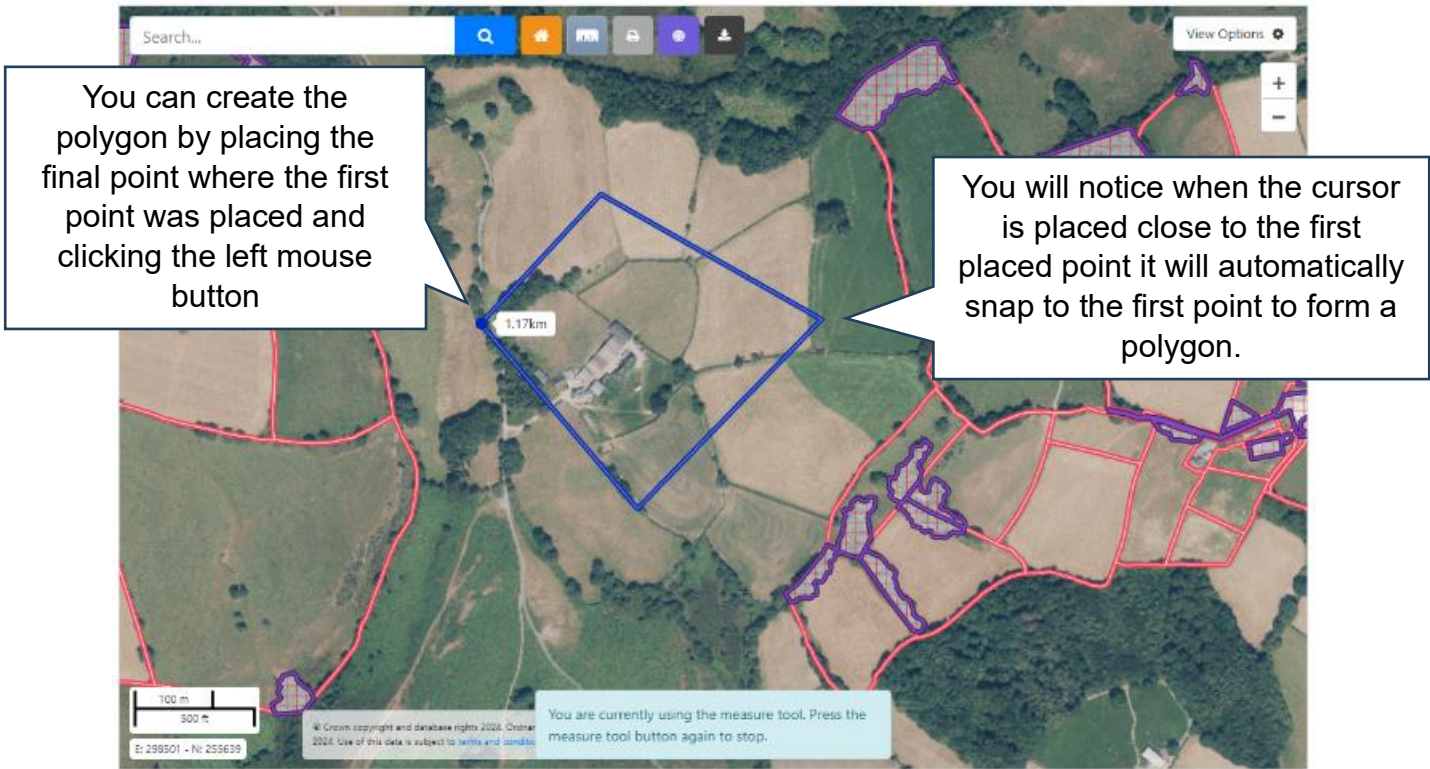 Search...
View Options
+
−
You can create the
polygon by placing the
final point where the first
point was placed and
clicking the left mouse
button
You will notice when the cursor
is placed close to the first
placed point it will automatically
snap to the first point to form a
polygon.
1.17km
100 m
500 ft
E: 298501 - N: 255639
© Crown copyright and database rights 2024. Ordnan
2024. Use of this data is subject to terms and conditio
You are currently using the measure tool. Press the
measure tool button again to stop.